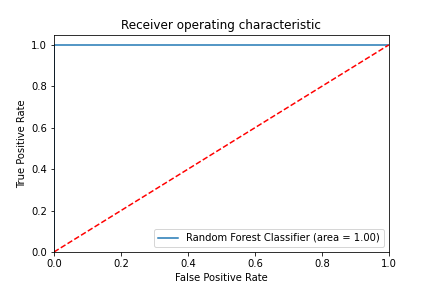 Receiver operating characteristic
True Positive Rate
1.0
0.8
0.6
0.4
0.2
0.0
Random Forest Classifier (area = 1.00)
0.0 0.2 0.4 0.6 0.8 1.0
False Positive Rate